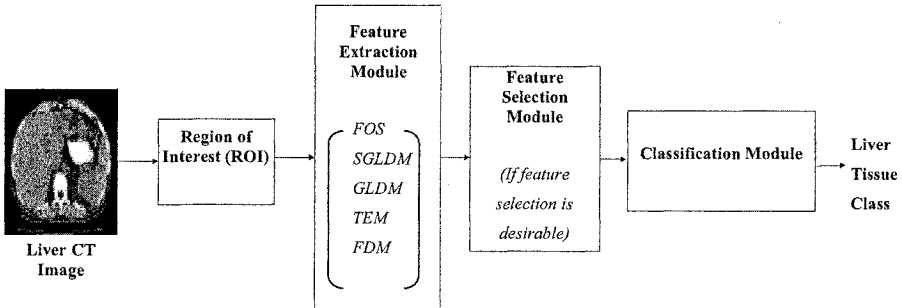 Liver CT
Image
Region of
Interest (ROI)
Feature
Extraction
Module
FOS
SGLDM
GLDM
TEM
FDM
Feature
Selection
Module
(If feature
selection is
desirable)
Classification Module
Liver
Tissue
Class